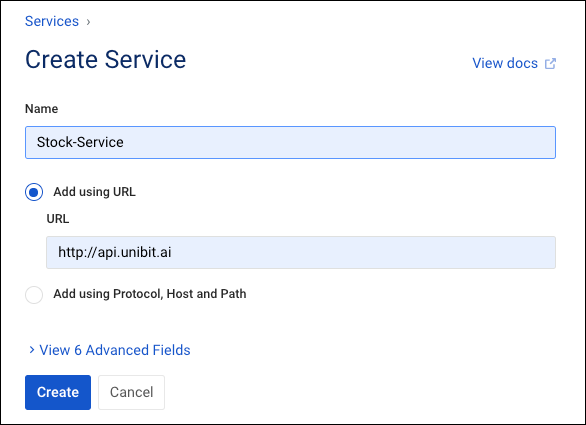 Services ›
Create Service
View docs
Name
Stock-Service
Add using URL
URL
http://api.unibit.ai
Add using Protocol, Host and Path
› View 6 Advanced Fields
Create Cancel